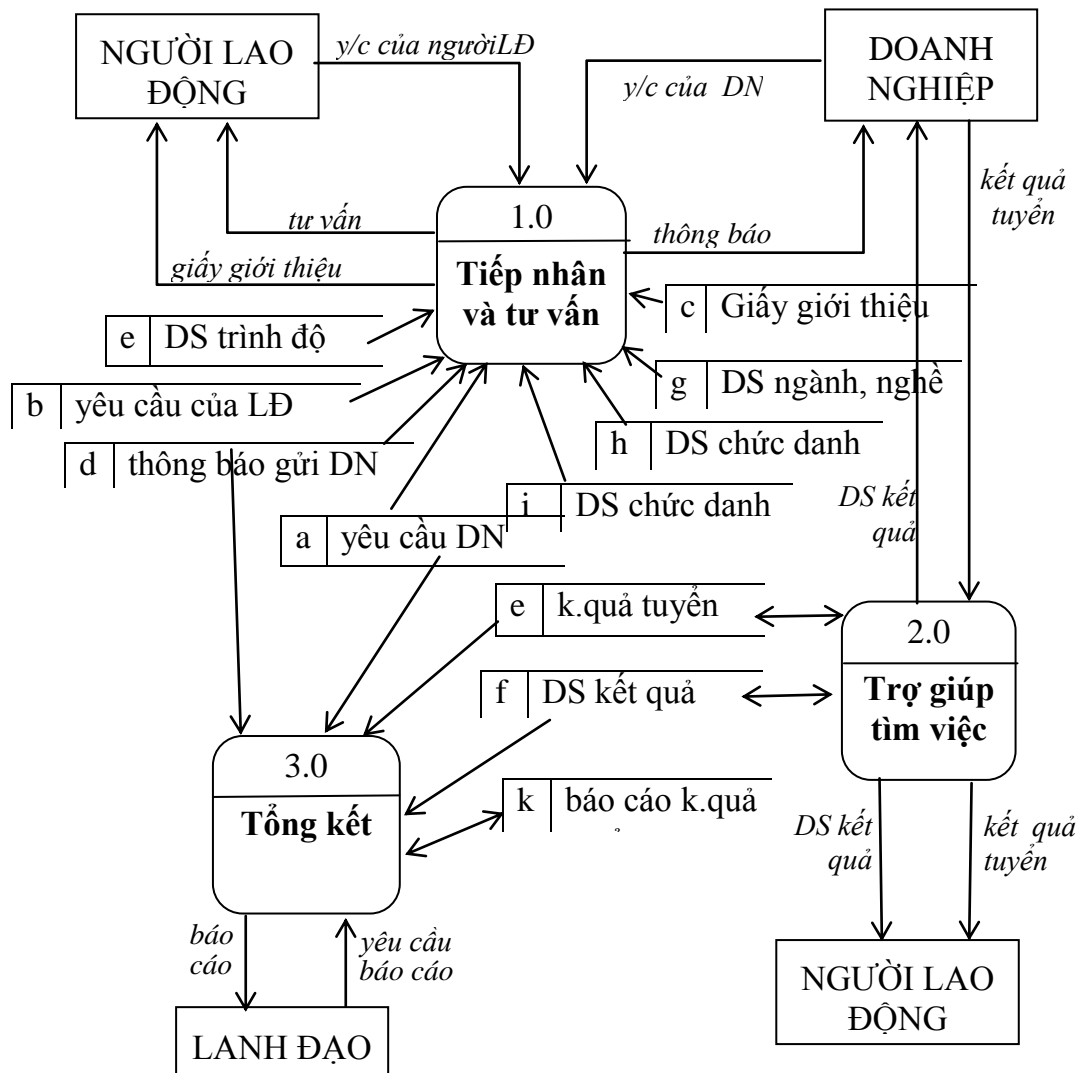 NGƯỜI LAO
ĐỘNG
y/c của ngườiLĐ
DOANH
NGHIỆP
y/c của DN
kết quả
tuyển
1.0
Tiếp nhân
và tư vấn
tư vấn
thông báo
giấy giới thiệu
c Giấy giới thiệu
e DS trình độ
g DS ngành, nghề
b yêu cầu của LĐ
h DS chức danh
d thông báo gửi DN
i DS chức danh
DS kết
quả
a yêu cầu DN
e k.quả tuyển
2.0
Trợ giúp
tìm việc
f DS kết quả
3.0
Tổng kết
k báo cáo k.quả
DS kết
quả
kết quả
tuyển
báo
cáo
yêu cầu
báo cáo
NGƯỜI LAO
ĐỘNG
LANH ĐẠO